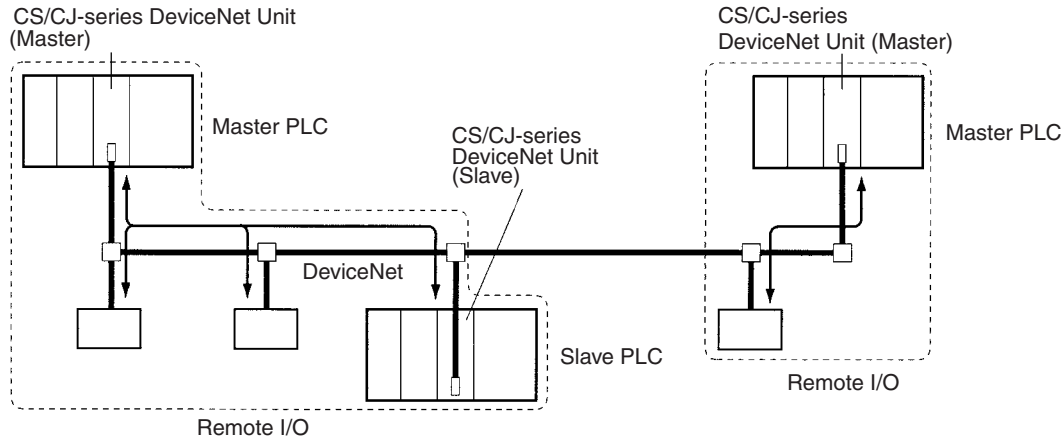 CS/CJ-series DeviceNet Unit
(Master)
CS/CJ-series
DeviceNet Unit (Master)
Master PLC
CS/CJ-series
DeviceNet Unit
(Slave)
Master PLC
DeviceNet
Slave PLC
Remote I/O
Remote I/O